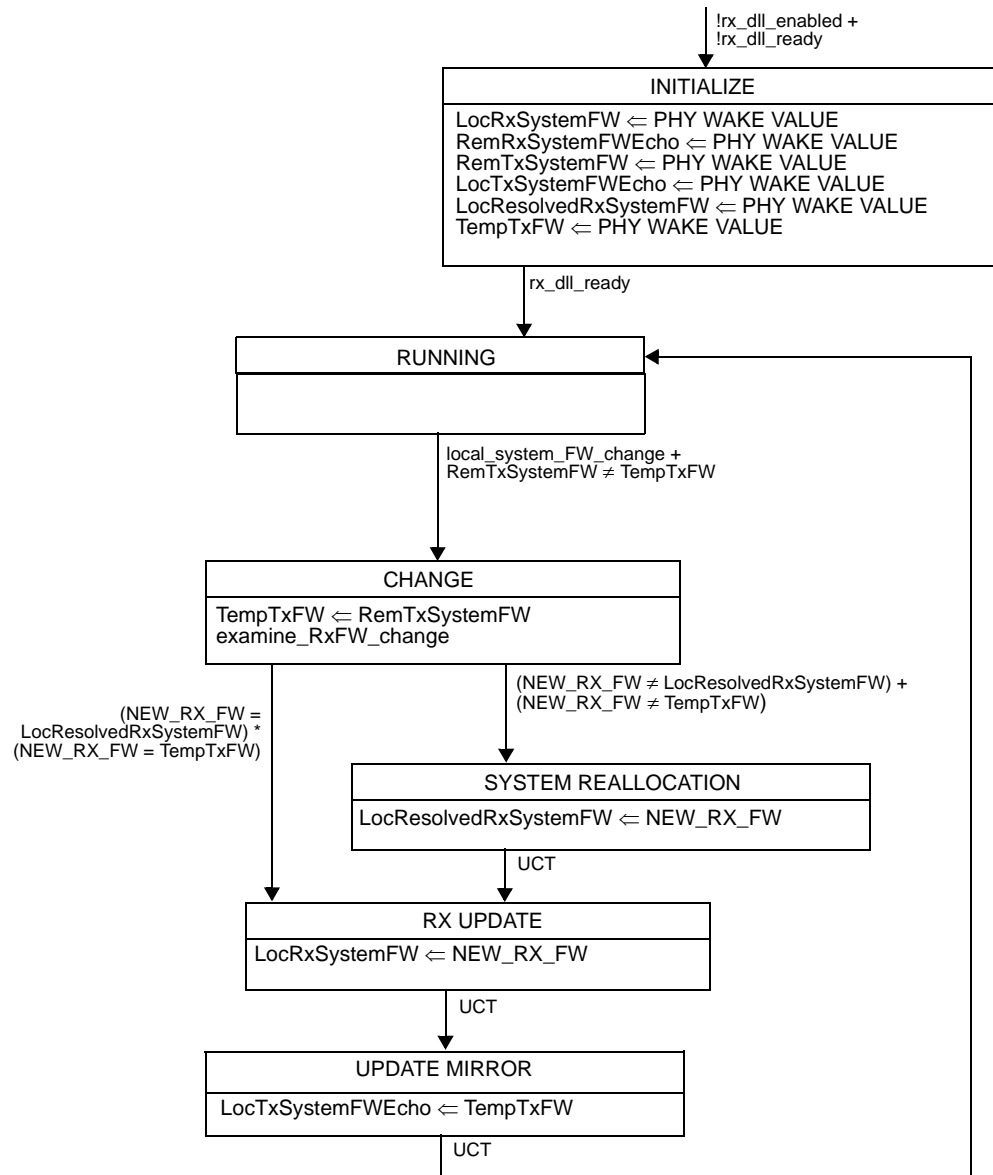 !rx_dll_enabled +
!rx_dll_ready
INITIALIZE
LocRxSystemFW ⇐ PHY WAKE VALUE
RemRxSystemFWEcho ⇐ PHY WAKE VALUE
RemTxSystemFW ⇐ PHY WAKE VALUE
LocTxSystemFWEcho ⇐ PHY WAKE VALUE
LocResolvedRxSystemFW ⇐ PHY WAKE VALUE
TempTxFW ⇐ PHY WAKE VALUE
rx_dll_ready
RUNNING
local_system_FW_change +
RemTxSystemFW ≠ TempTxFW
CHANGE
TempTxFW ⇐ RemTxSystemFW
examine_RxFW_change
(NEW_RX_FW =
LocResolvedRxSystemFW) *
(NEW_RX_FW = TempTxFW)
(NEW_RX_FW ≠ LocResolvedRxSystemFW) +
(NEW_RX_FW ≠ TempTxFW)
SYSTEM REALLOCATION
LocResolvedRxSystemFW ⇐ NEW_RX_FW
UCT
RX UPDATE
LocRxSystemFW ⇐ NEW_RX_FW
UCT
UPDATE MIRROR
LocTxSystemFWEcho ⇐ TempTxFW
UCT